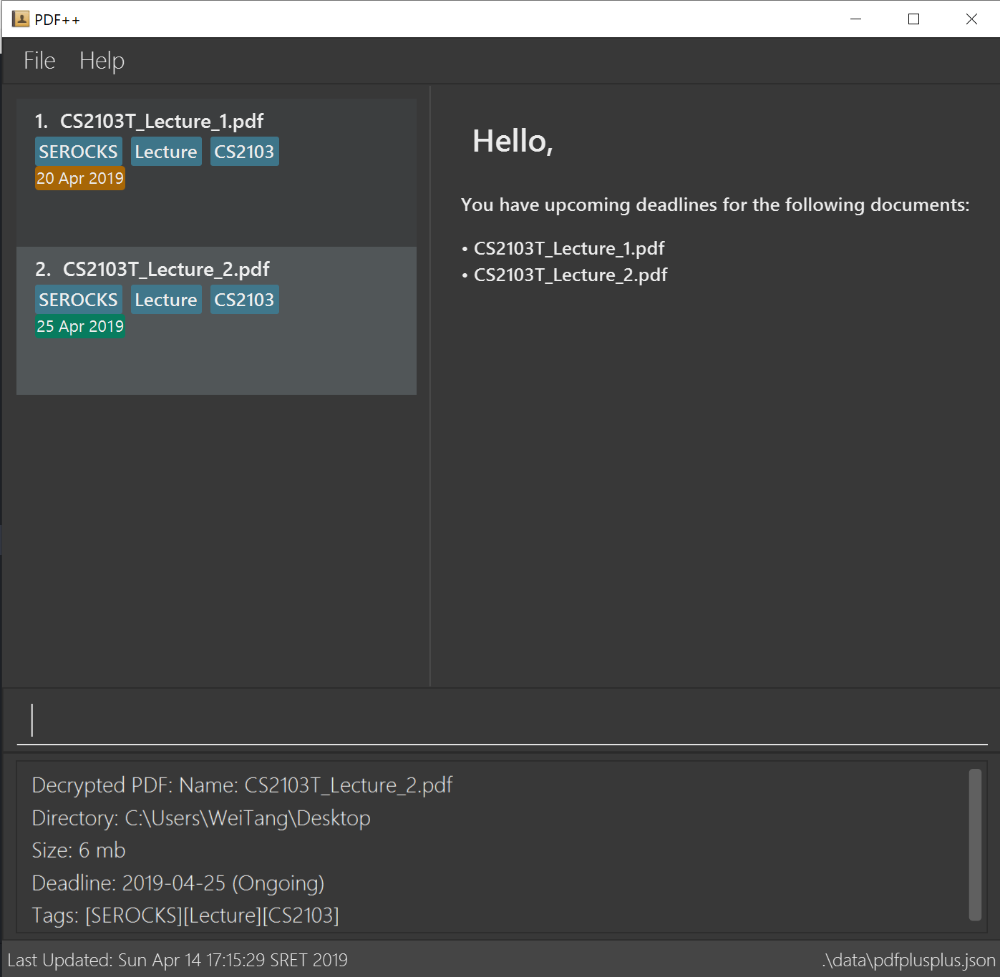 PDF++
File Help
1. CS2103T_Lecture_1.pdf
SEROCKS Lecture CS2103
20 Apr 2019
2. CS2103T_Lecture_2.pdf
SEROCKS Lecture CS2103
25 Apr 2019
Hello,
You have upcoming deadlines for the following documents:
• CS2103T_Lecture_1.pdf
• CS2103T_Lecture_2.pdf
Decrypted PDF: Name: CS2103T_Lecture_2.pdf
Directory: C:\Users\WeiTang\Desktop
Size: 6 mb
Deadline: 2019-04-25 (Ongoing)
Tags: [SEROCKS][Lecture][CS2103]
Last Updated: Sun Apr 14 17:15:29 SRET 2019
.\data\pdfplusplus.json